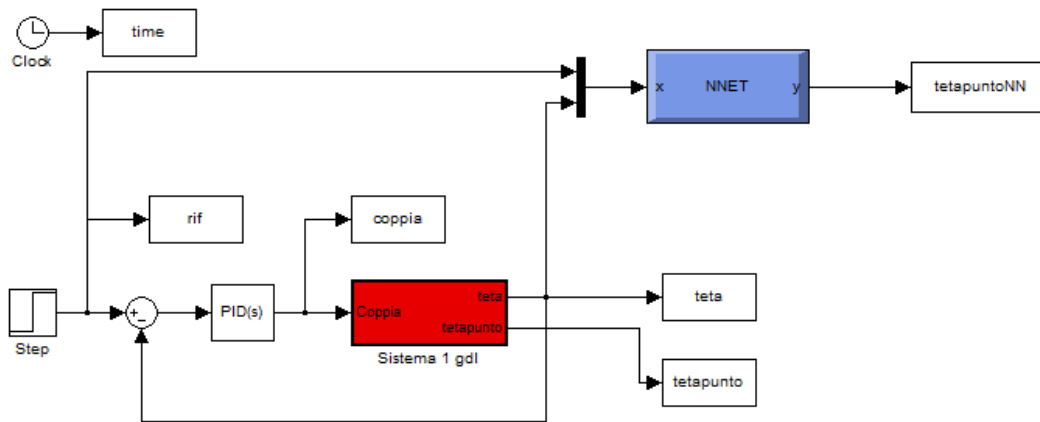 time
Clock
x
NNET
y
tetapuntoNN
rif
coppia
Step
+
-
PID(s)
Coppia
teta
tetapunto
Sistema 1 gdl
teta
tetapunto